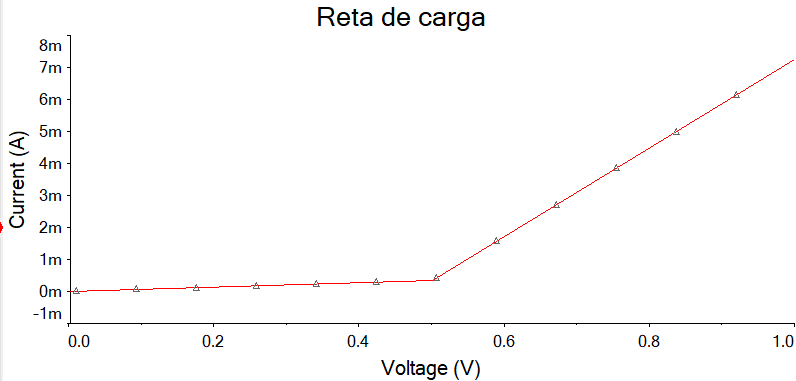 Reta de carga
Current (A)
8m
7m
6m
5m
4m
3m
2m
1m
0m
-1m
0.0 0.2 0.4 0.6 0.8 1.0
Voltage (V)